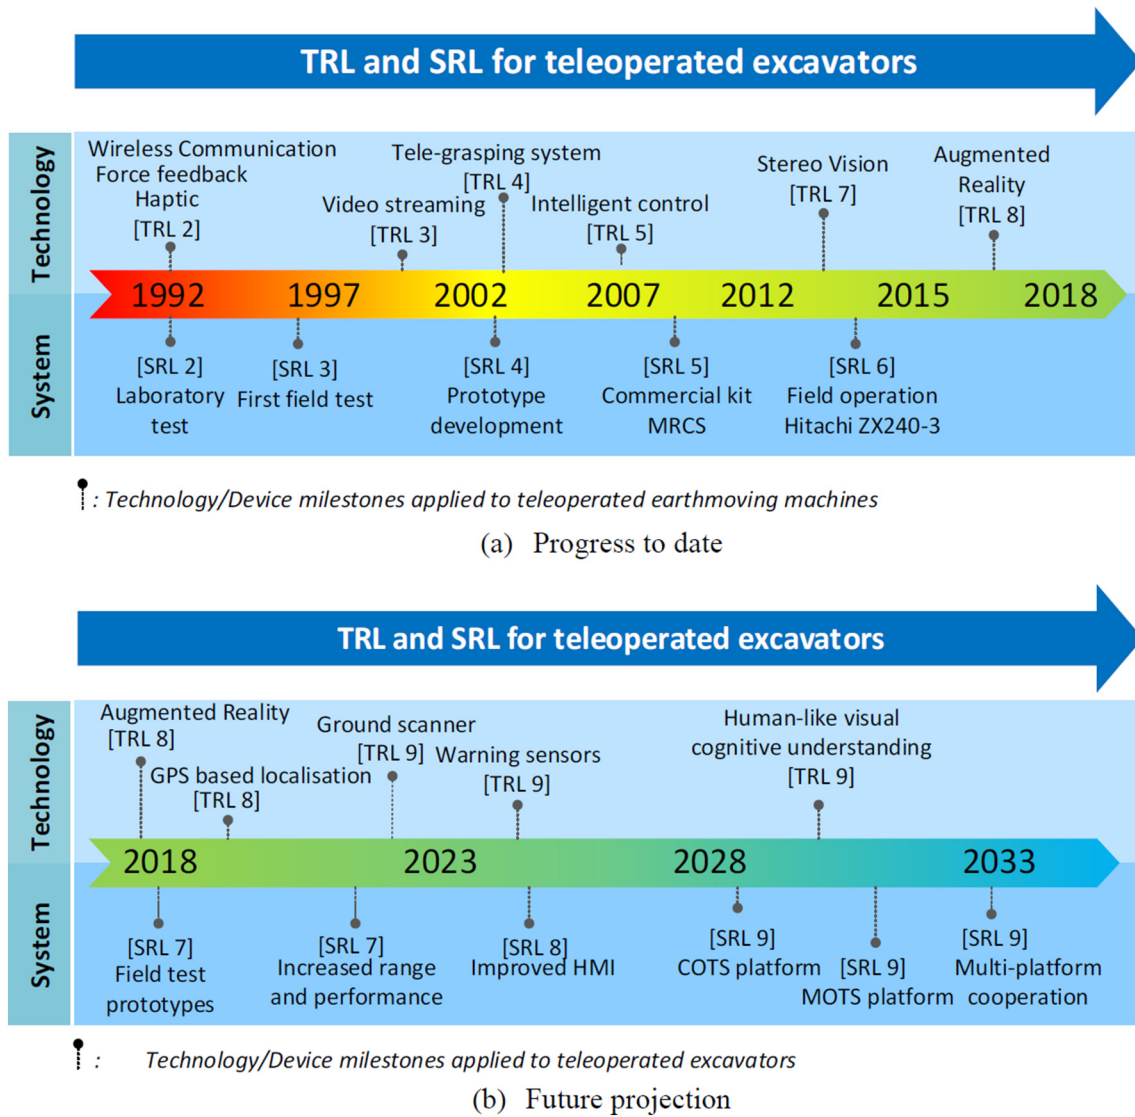 TRL and SRL for teleoperated excavators
Technology
Wireless Communication
Force feedback
Haptic
[TRL 2]
Video streaming
[TRL 3]
Tele-grasping system
[TRL 4]
Intelligent control
[TRL 5]
Stereo Vision
[TRL 7]
Augmented
Reality
[TRL 8]
1992 1997 2002 2007 2012 2015 2018
System
[SRL 2]
Laboratory
test
[SRL 3]
First field test
[SRL 4]
Prototype
development
[SRL 5]
Commercial kit
MRCS
[SRL 6]
Field operation
Hitachi ZX240-3
: Technology/Device milestones applied to teleoperated earthmoving machines
(a) Progress to date
TRL and SRL for teleoperated excavators
Technology
Augmented Reality
[TRL 8]
GPS based localisation
[TRL 8]
Ground scanner
[TRL 9]
Warning sensors
[TRL 9]
Human-like visual
cognitive understanding
[TRL 9]
2018 2023 2028 2033
System
[SRL 7]
Field test
prototypes
[SRL 7]
Increased range
and performance
[SRL 8]
Improved HMI
[SRL 9]
COTS platform
[SRL 9]
MOTS platform
[SRL 9]
Multi-platform
cooperation
: Technology/Device milestones applied to teleoperated excavators
(b) Future projection